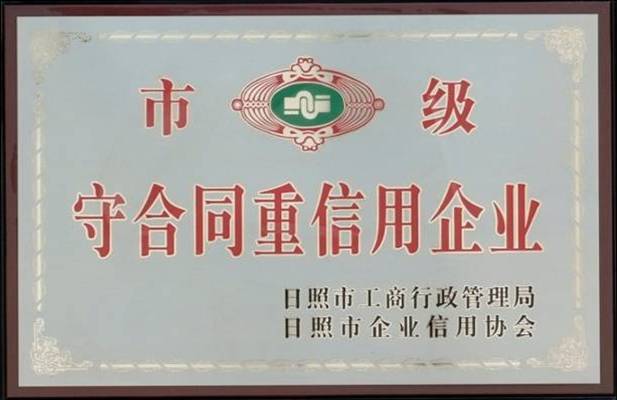 市 级
守合同重信用企业
日照市工商行政管理局
日照市企业信用协会